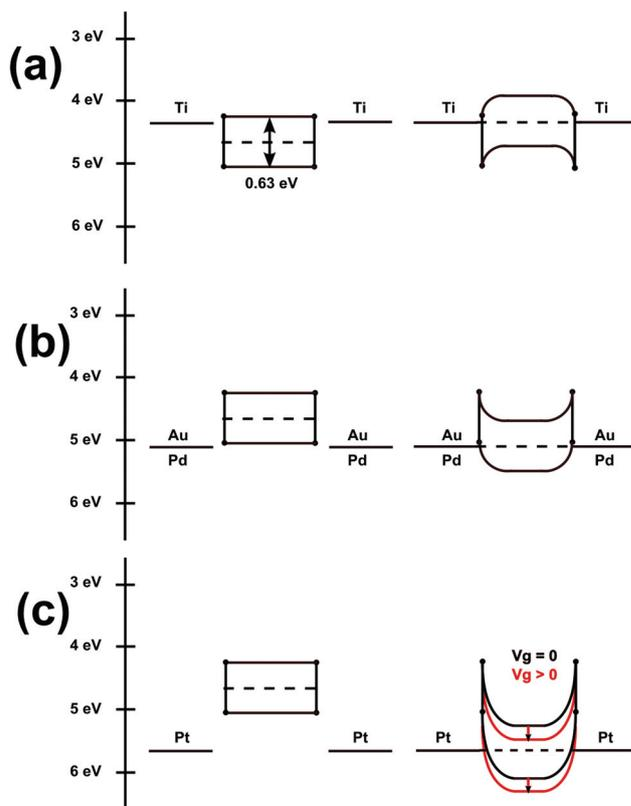 3 eV
(a)
4 eV
Ti
Ti
Ti
Ti
5 eV
0.63 eV
6 eV
3 eV
(b)
4 eV
Au
Au
Au
Au
5 eV
Pd
Pd
Pd
Pd
6 eV
3 eV
(c)
4 eV
Vg = 0
Vg > 0
5 eV
Pt
Pt
Pt
Pt
6 eV